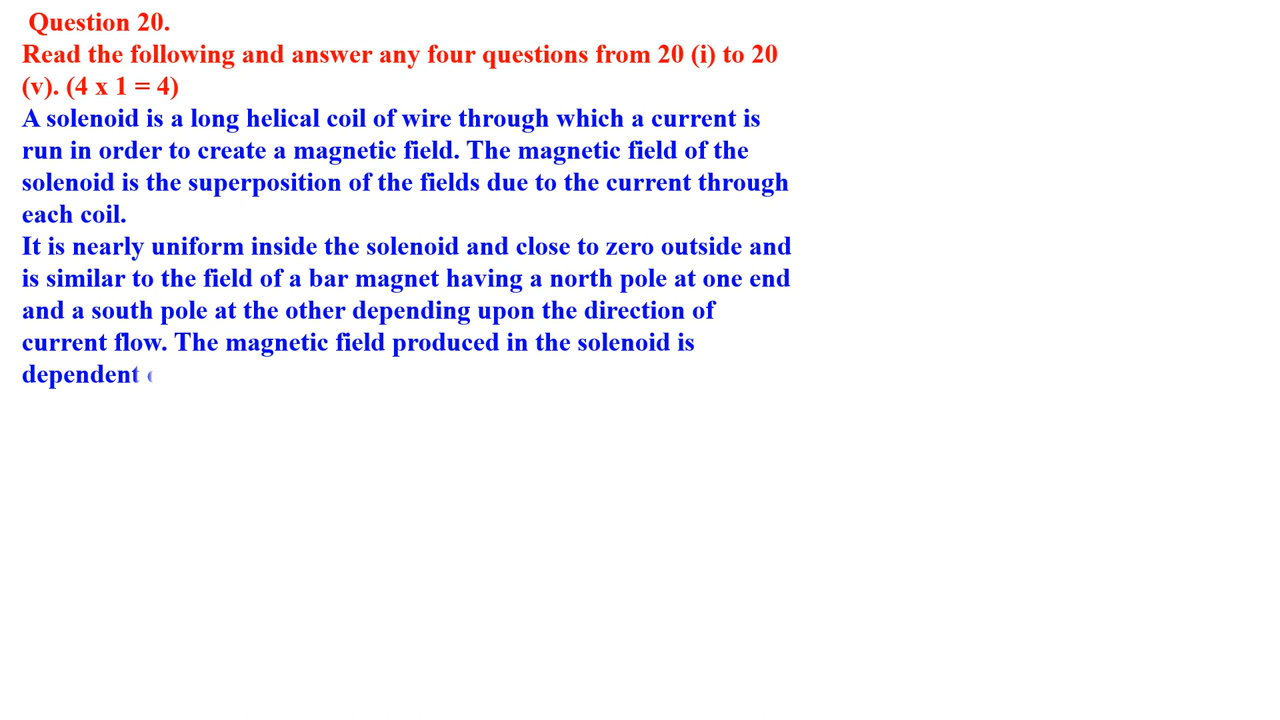 Question 20.
Read the following and answer any four questions from 20 (i) to 20
(v). (4 x 1 = 4)
A solenoid is a long helical coil of wire through which a current is
run in order to create a magnetic field. The magnetic field of the
solenoid is the superposition of the fields due to the current through
each coil.
It is nearly uniform inside the solenoid and close to zero outside and
is similar to the field of a bar magnet having a north pole at one end
and a south pole at the other depending upon the direction of
current flow. The magnetic field produced in the solenoid is
dependent